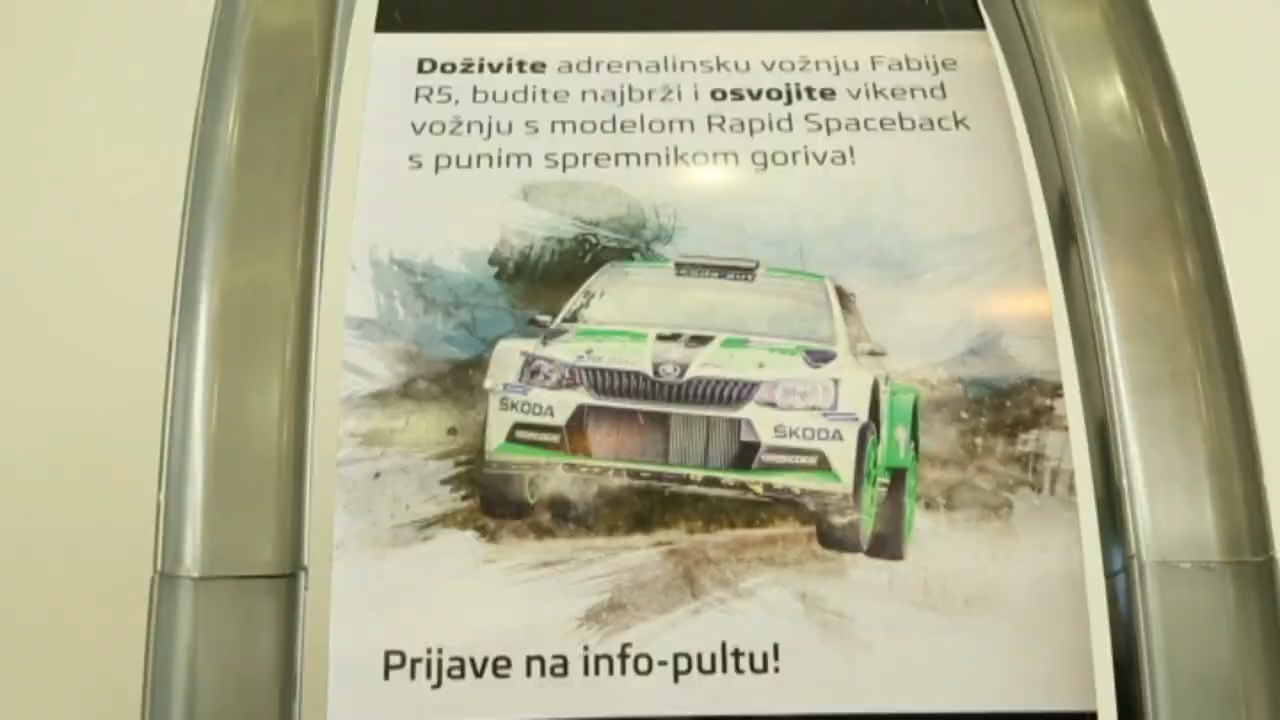 Doživite adrenalinsku vožnju Fabije
R5, budite najbrži i osvojite vikend
vožnju s modelom Rapid Spaceback
s punim spremnikom goriva!
ŠKODA
ŠKODA
Prijave na info-pultu!